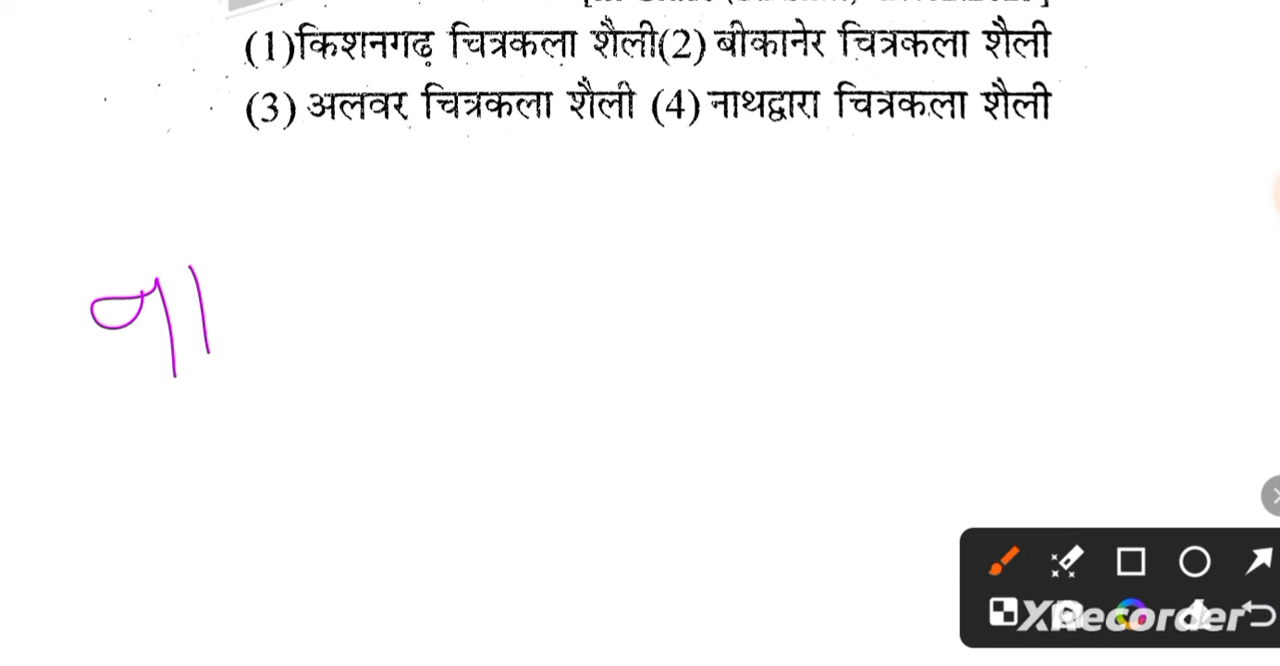 (1)किशनगढ़ चित्रकला शैली(2) बीकानेर चित्रकला शैली
(3) अलवर चित्रकला शैली (4) नाथद्वारा चित्रकला शैली
XRecorder